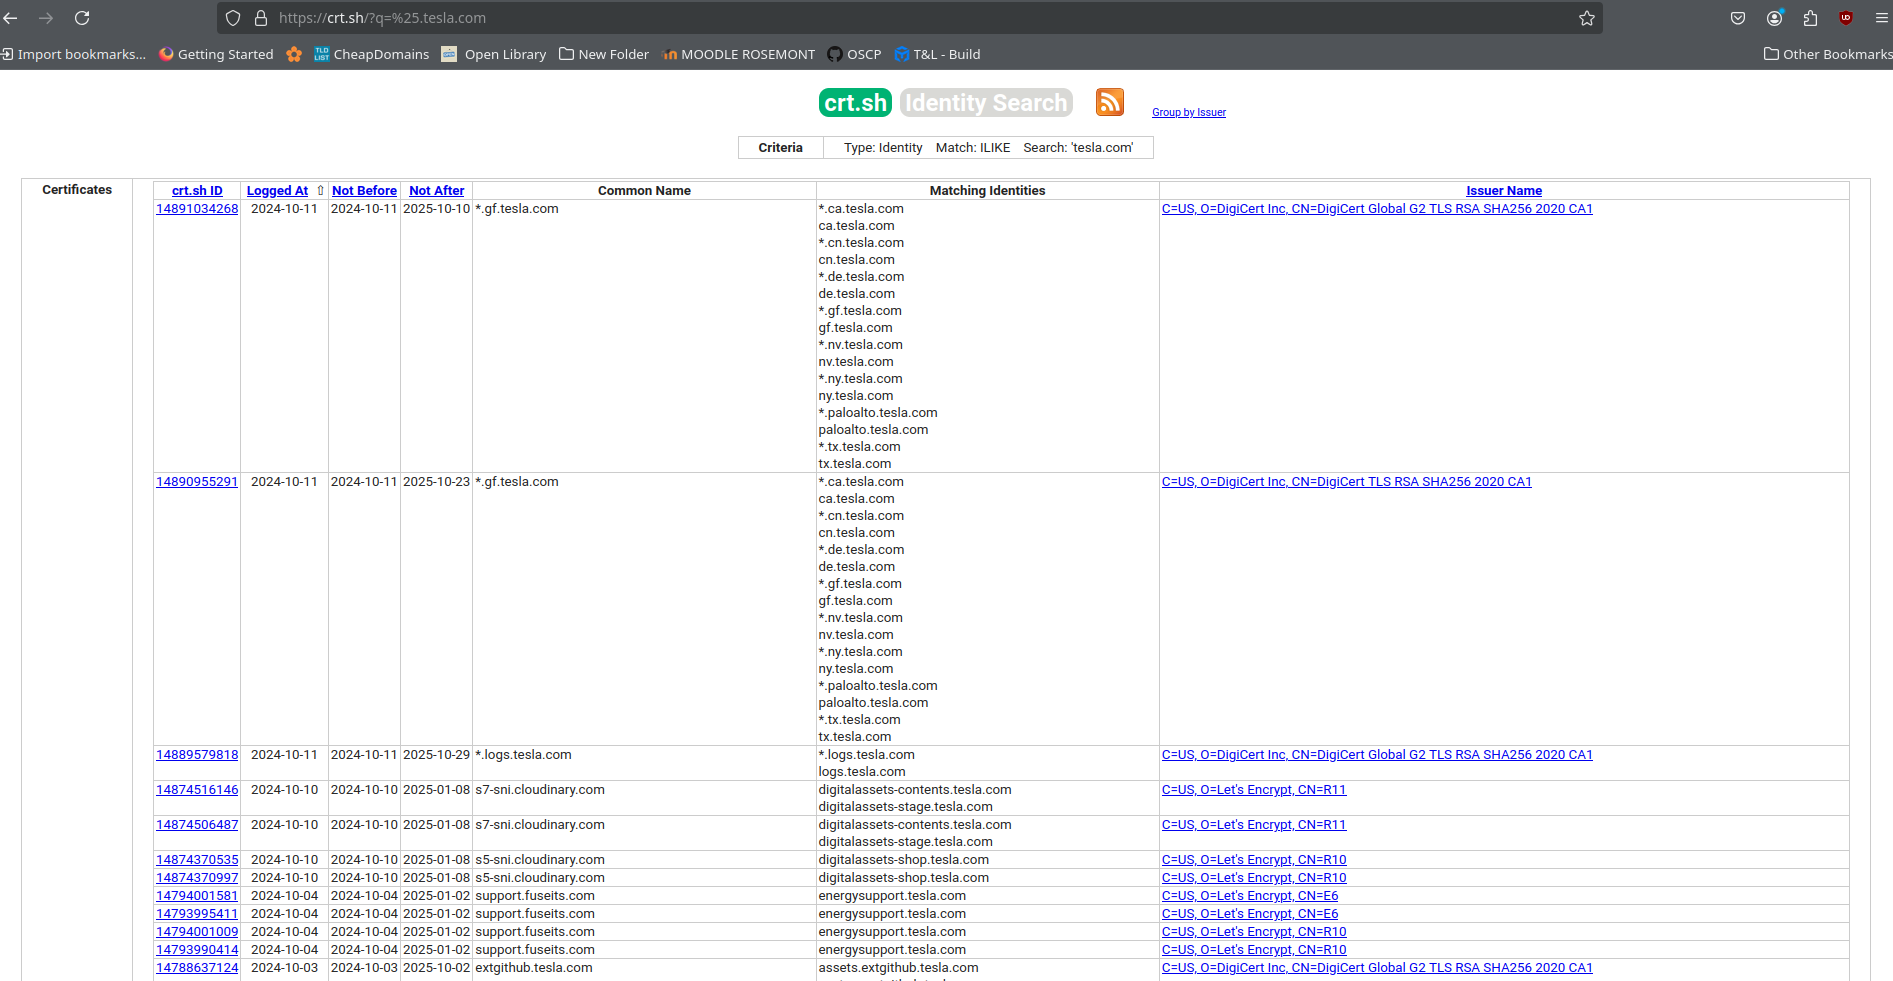 https://crt.sh/?q=%25.tesla.com
Import bookmarks... Getting Started TLD LIST CheapDomains Open Library New Folder MOODLE ROSEMONT OSCP T&L - Build Other Bookmarks
crt.sh Identity Search Group by Issuer
Criteria Type: Identity Match: ILIKE Search: 'tesla.com'
Certificates crt.sh ID Logged At ⇧ Not Before Not After Common Name Matching Identities Issuer Name
14891034268 2024-10-11 2024-10-11 2025-10-10 *.gf.tesla.com *.ca.tesla.com C=US, O=DigiCert Inc, CN=DigiCert Global G2 TLS RSA SHA256 2020 CA1
ca.tesla.com
*.cn.tesla.com
cn.tesla.com
*.de.tesla.com
de.tesla.com
*.gf.tesla.com
gf.tesla.com
*.nv.tesla.com
nv.tesla.com
*.ny.tesla.com
ny.tesla.com
*.paloalto.tesla.com
paloalto.tesla.com
*.tx.tesla.com
tx.tesla.com
14890955291 2024-10-11 2024-10-11 2025-10-23 *.gf.tesla.com *.ca.tesla.com C=US, O=DigiCert Inc, CN=DigiCert TLS RSA SHA256 2020 CA1
ca.tesla.com
*.cn.tesla.com
cn.tesla.com
*.de.tesla.com
de.tesla.com
*.gf.tesla.com
gf.tesla.com
*.nv.tesla.com
nv.tesla.com
*.ny.tesla.com
ny.tesla.com
*.paloalto.tesla.com
paloalto.tesla.com
*.tx.tesla.com
tx.tesla.com
14889579818 2024-10-11 2024-10-11 2025-10-29 *.logs.tesla.com *.logs.tesla.com C=US, O=DigiCert Inc, CN=DigiCert Global G2 TLS RSA SHA256 2020 CA1
logs.tesla.com
14874516146 2024-10-10 2024-10-10 2025-01-08 s7-sni.cloudinary.com digitalassets-contents.tesla.com C=US, O=Let's Encrypt, CN=R11
digitalassets-stage.tesla.com
14874506487 2024-10-10 2024-10-10 2025-01-08 s7-sni.cloudinary.com digitalassets-contents.tesla.com C=US, O=Let's Encrypt, CN=R11
digitalassets-stage.tesla.com
14874370535 2024-10-10 2024-10-10 2025-01-08 s5-sni.cloudinary.com digitalassets-shop.tesla.com C=US, O=Let's Encrypt, CN=R10
14874370997 2024-10-10 2024-10-10 2025-01-08 s5-sni.cloudinary.com digitalassets-shop.tesla.com C=US, O=Let's Encrypt, CN=R10
14794001581 2024-10-04 2024-10-04 2025-01-02 support.fuseits.com energysupport.tesla.com C=US, O=Let's Encrypt, CN=E6
14793995411 2024-10-04 2024-10-04 2025-01-02 support.fuseits.com energysupport.tesla.com C=US, O=Let's Encrypt, CN=E6
14794001009 2024-10-04 2024-10-04 2025-01-02 support.fuseits.com energysupport.tesla.com C=US, O=Let's Encrypt, CN=R10
14793990414 2024-10-04 2024-10-04 2025-01-02 support.fuseits.com energysupport.tesla.com C=US, O=Let's Encrypt, CN=R10
14788637124 2024-10-03 2024-10-03 2025-10-02 extgithub.tesla.com assets.extgithub.tesla.com C=US, O=DigiCert Inc, CN=DigiCert Global G2 TLS RSA SHA256 2020 CA1